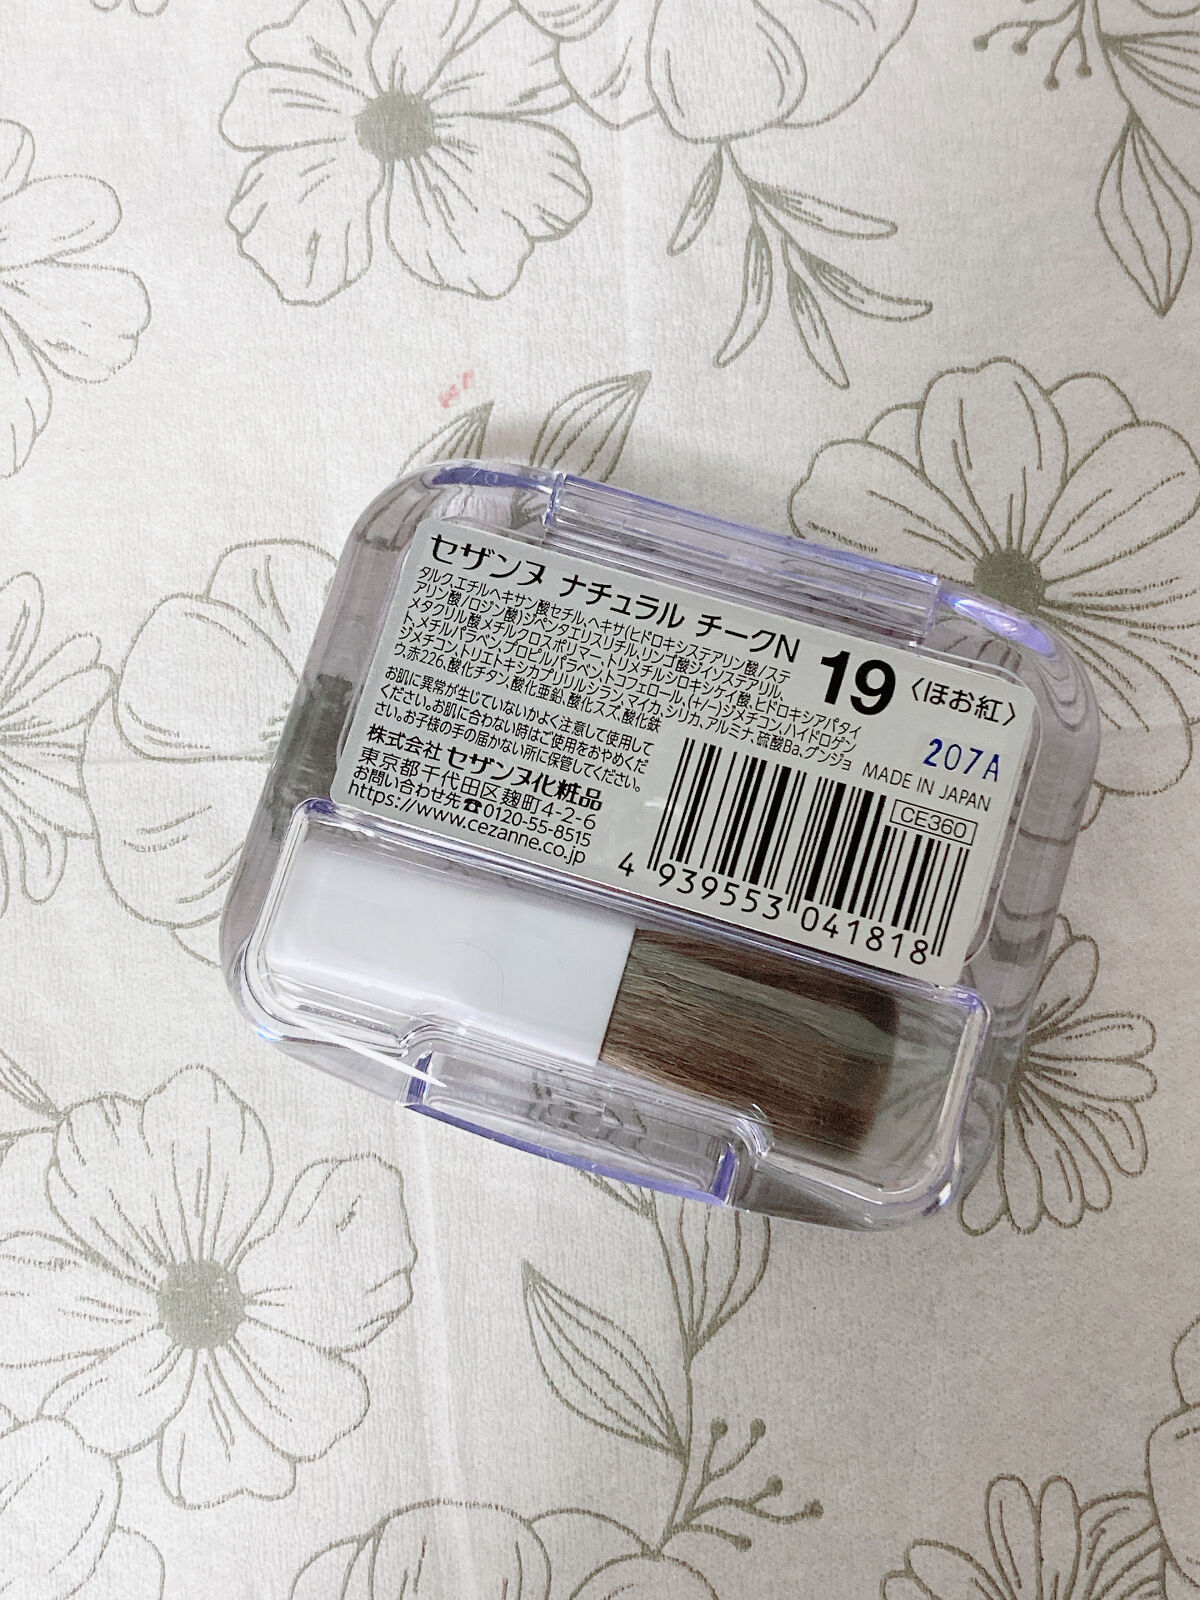 セザンヌ ナチュラル チークN
19 〈ほお紅〉
タルク、エチルヘキサン酸セチル、ヘキサ(ヒドロキシステアリン酸/ステ
アリン酸/ロジン酸)ジペンタエリスリチル、リンゴ酸ジイソステアリル、
メタクリル酸メチルクロスポリマー、トリメチルシロキシケイ酸、ヒドロキシアパタイ
ト、メチルパラベン、プロピルパラベン、トコフェロール、(+/-)ジメチコン、ハイドロゲン
ジメチコン、トリエトキシカプリリルシラン、マイカ、シリカ、アルミナ、硫酸Ba、グンジョ
ウ、赤226、酸化チタン、酸化亜鉛、酸化スズ、酸化鉄
お肌に異常が生じていないかよく注意して使用して
ください。お肌に合わない時はご使用をおやめくだ
さい。お子様の手の届かない所に保管してください。
株式会社 セザンヌ化粧品
東京都千代田区麹町4-2-6
お問い合わせ先☎0120-55-8515
https://www.cezanne.co.jp
207A
MADE IN JAPAN
CE360
4 939553 041818